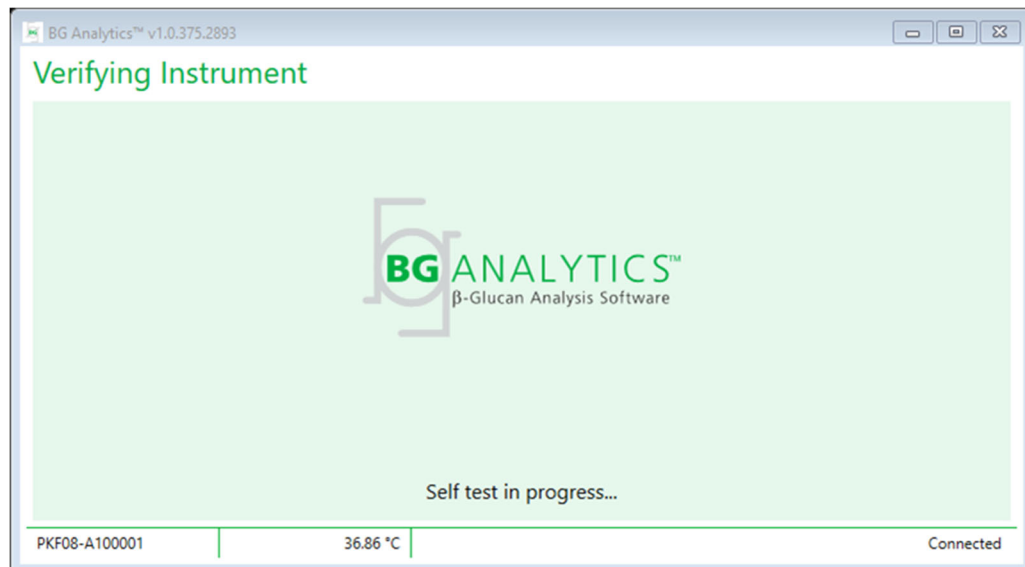 BG Analytics™ v1.0.375.2893
Verifying Instrument
BG ANALYTICS™
β-Glucan Analysis Software
Self test in progress...
PKF08-A100001 36.86 °C Connected